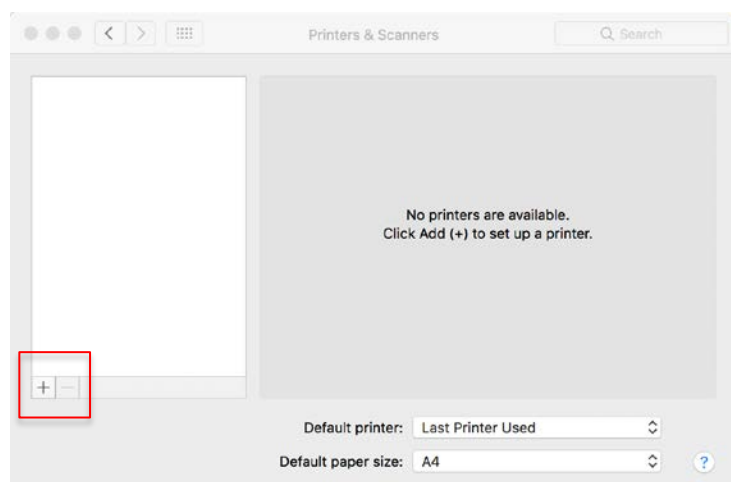 Printers & Scanners
Search
No printers are available.
Click Add (+) to set up a printer.
+ −
Default printer: Last Printer Used
Default paper size: A4
?